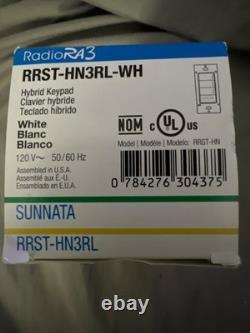 RadioRA3
RRST-HN3RL-WH
Hybrid Keypad
Clavier hybride
Teclado híbrido
White
Blanc
Blanco
120 V~ 50/60 Hz
Assembled in U.S.A.
Assemblé aux É.-U.
Ensamblado en E.U.A.
NOM
C UL US
LISTED
Model | Modèle | Modelo: RRST-HN
0 784276 304375
SUNNATA
RRST-HN3RL